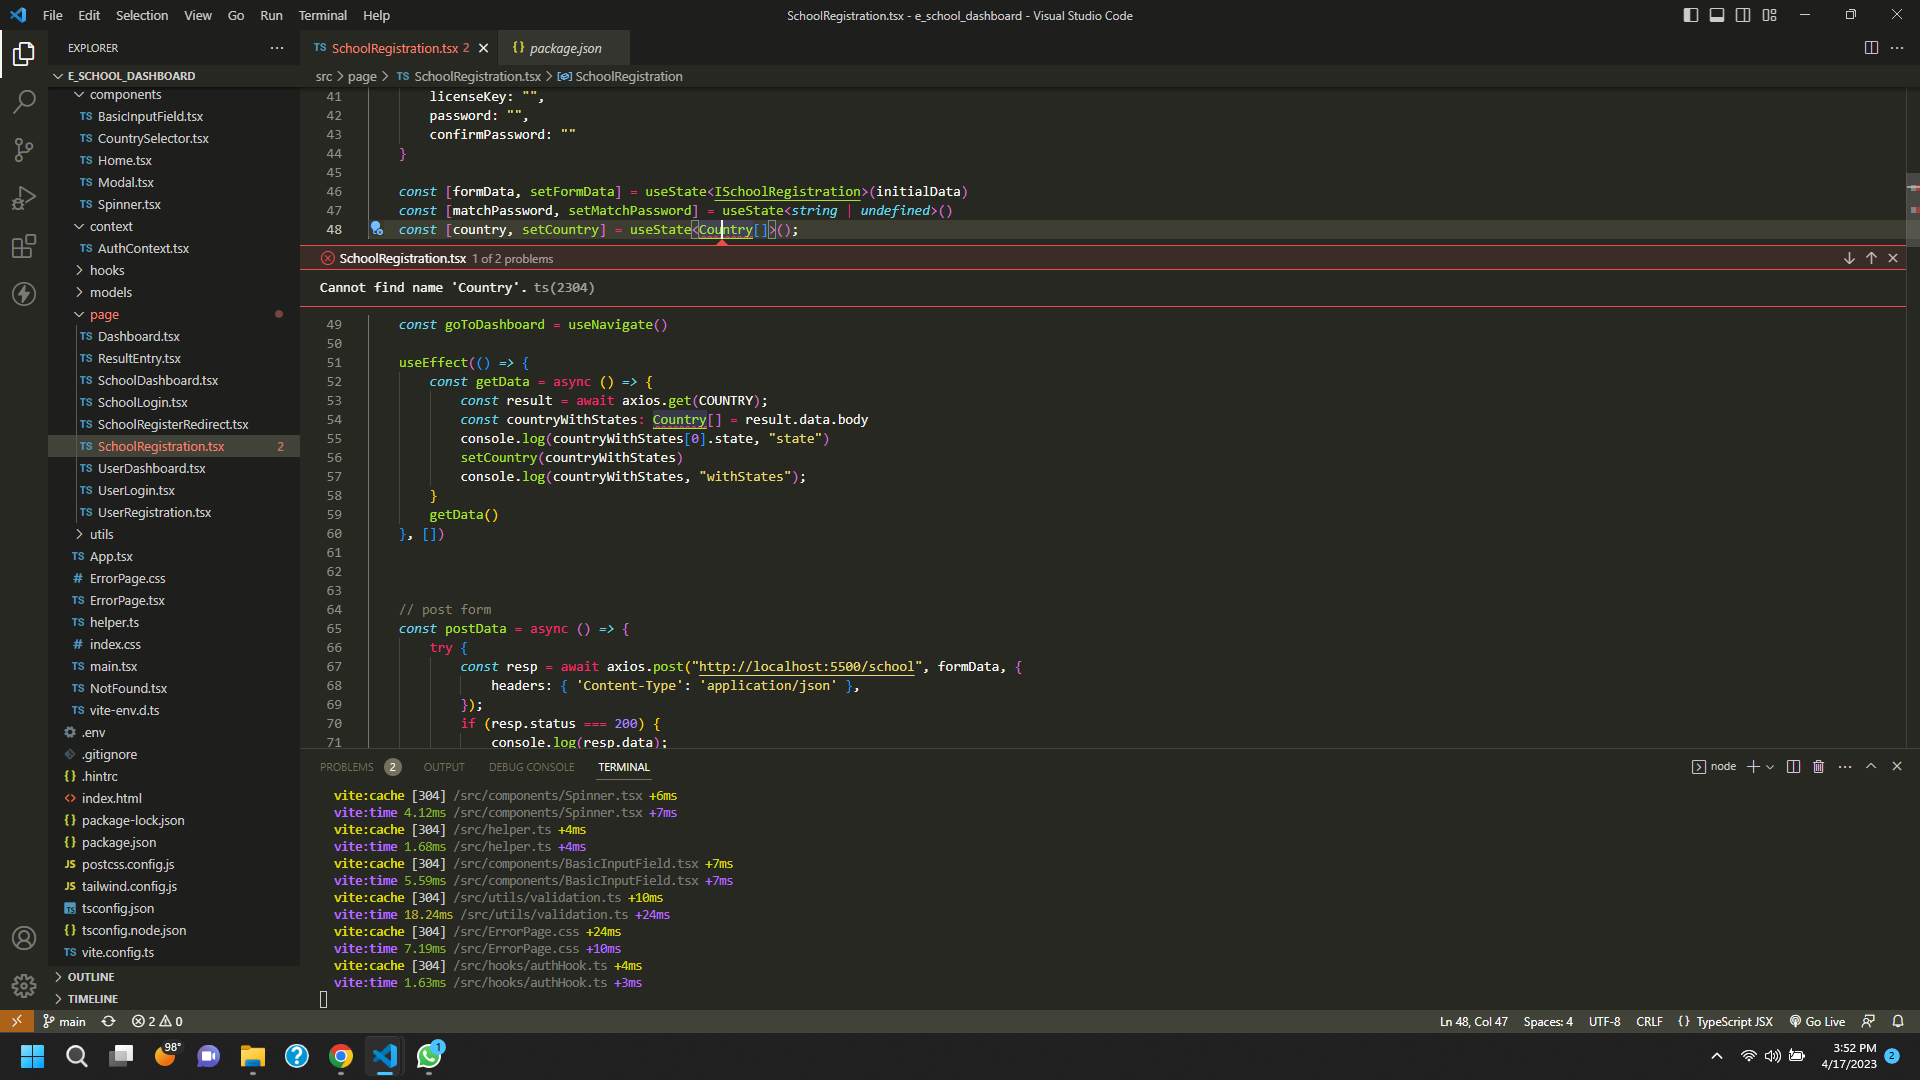 File Edit Selection View Go Run Terminal Help
SchoolRegistration.tsx - e_school_dashboard - Visual Studio Code
EXPLORER
E_SCHOOL_DASHBOARD
components
TS BasicInputField.tsx
TS CountrySelector.tsx
TS Home.tsx
TS Modal.tsx
TS Spinner.tsx
context
TS AuthContext.tsx
hooks
models
page
TS Dashboard.tsx
TS ResultEntry.tsx
TS SchoolDashboard.tsx
TS SchoolLogin.tsx
TS SchoolRegisterRedirect.tsx
TS SchoolRegistration.tsx 2
TS UserDashboard.tsx
TS UserLogin.tsx
TS UserRegistration.tsx
utils
TS App.tsx
# ErrorPage.css
TS ErrorPage.tsx
TS helper.ts
# index.css
TS main.tsx
TS NotFound.tsx
TS vite-env.d.ts
.env
.gitignore
{} .hintrc
<> index.html
{} package-lock.json
{} package.json
JS postcss.config.js
JS tailwind.config.js
TS tsconfig.json
{} tsconfig.node.json
TS vite.config.ts
OUTLINE
TIMELINE
TS SchoolRegistration.tsx 2
{} package.json
src > page > TS SchoolRegistration.tsx > SchoolRegistration
41 licenseKey: "",
42 password: "",
43 confirmPassword: ""
44 }
45
46 const [formData, setFormData] = useState<ISchoolRegistration>(initialData)
47 const [matchPassword, setMatchPassword] = useState<string | undefined>()
48 const [country, setCountry] = useState<Country[]>();
SchoolRegistration.tsx 1 of 2 problems
Cannot find name 'Country'. ts(2304)
49 const goToDashboard = useNavigate()
50
51 useEffect(() => {
52 const getData = async () => {
53 const result = await axios.get(COUNTRY);
54 const countryWithStates: Country[] = result.data.body
55 console.log(countryWithStates[0].state, "state")
56 setCountry(countryWithStates)
57 console.log(countryWithStates, "withStates");
58 }
59 getData()
60 }, [])
61
62
63
64 // post form
65 const postData = async () => {
66 try {
67 const resp = await axios.post("http://localhost:5500/school", formData, {
68 headers: { 'Content-Type': 'application/json' },
69 });
70 if (resp.status === 200) {
71 console.log(resp.data);
PROBLEMS 2 OUTPUT DEBUG CONSOLE TERMINAL
node
vite:cache [304] /src/components/Spinner.tsx +6ms
vite:time 4.12ms /src/components/Spinner.tsx +7ms
vite:cache [304] /src/helper.ts +4ms
vite:time 1.68ms /src/helper.ts +4ms
vite:cache [304] /src/components/BasicInputField.tsx +7ms
vite:time 5.59ms /src/components/BasicInputField.tsx +7ms
vite:cache [304] /src/utils/validation.ts +10ms
vite:time 18.24ms /src/utils/validation.ts +24ms
vite:cache [304] /src/ErrorPage.css +24ms
vite:time 7.19ms /src/ErrorPage.css +10ms
vite:cache [304] /src/hooks/authHook.ts +4ms
vite:time 1.63ms /src/hooks/authHook.ts +3ms
main 2 0
Ln 48, Col 47 Spaces: 4 UTF-8 CRLF {} TypeScript JSX Go Live
98°
1
3:52 PM
4/17/2023
2